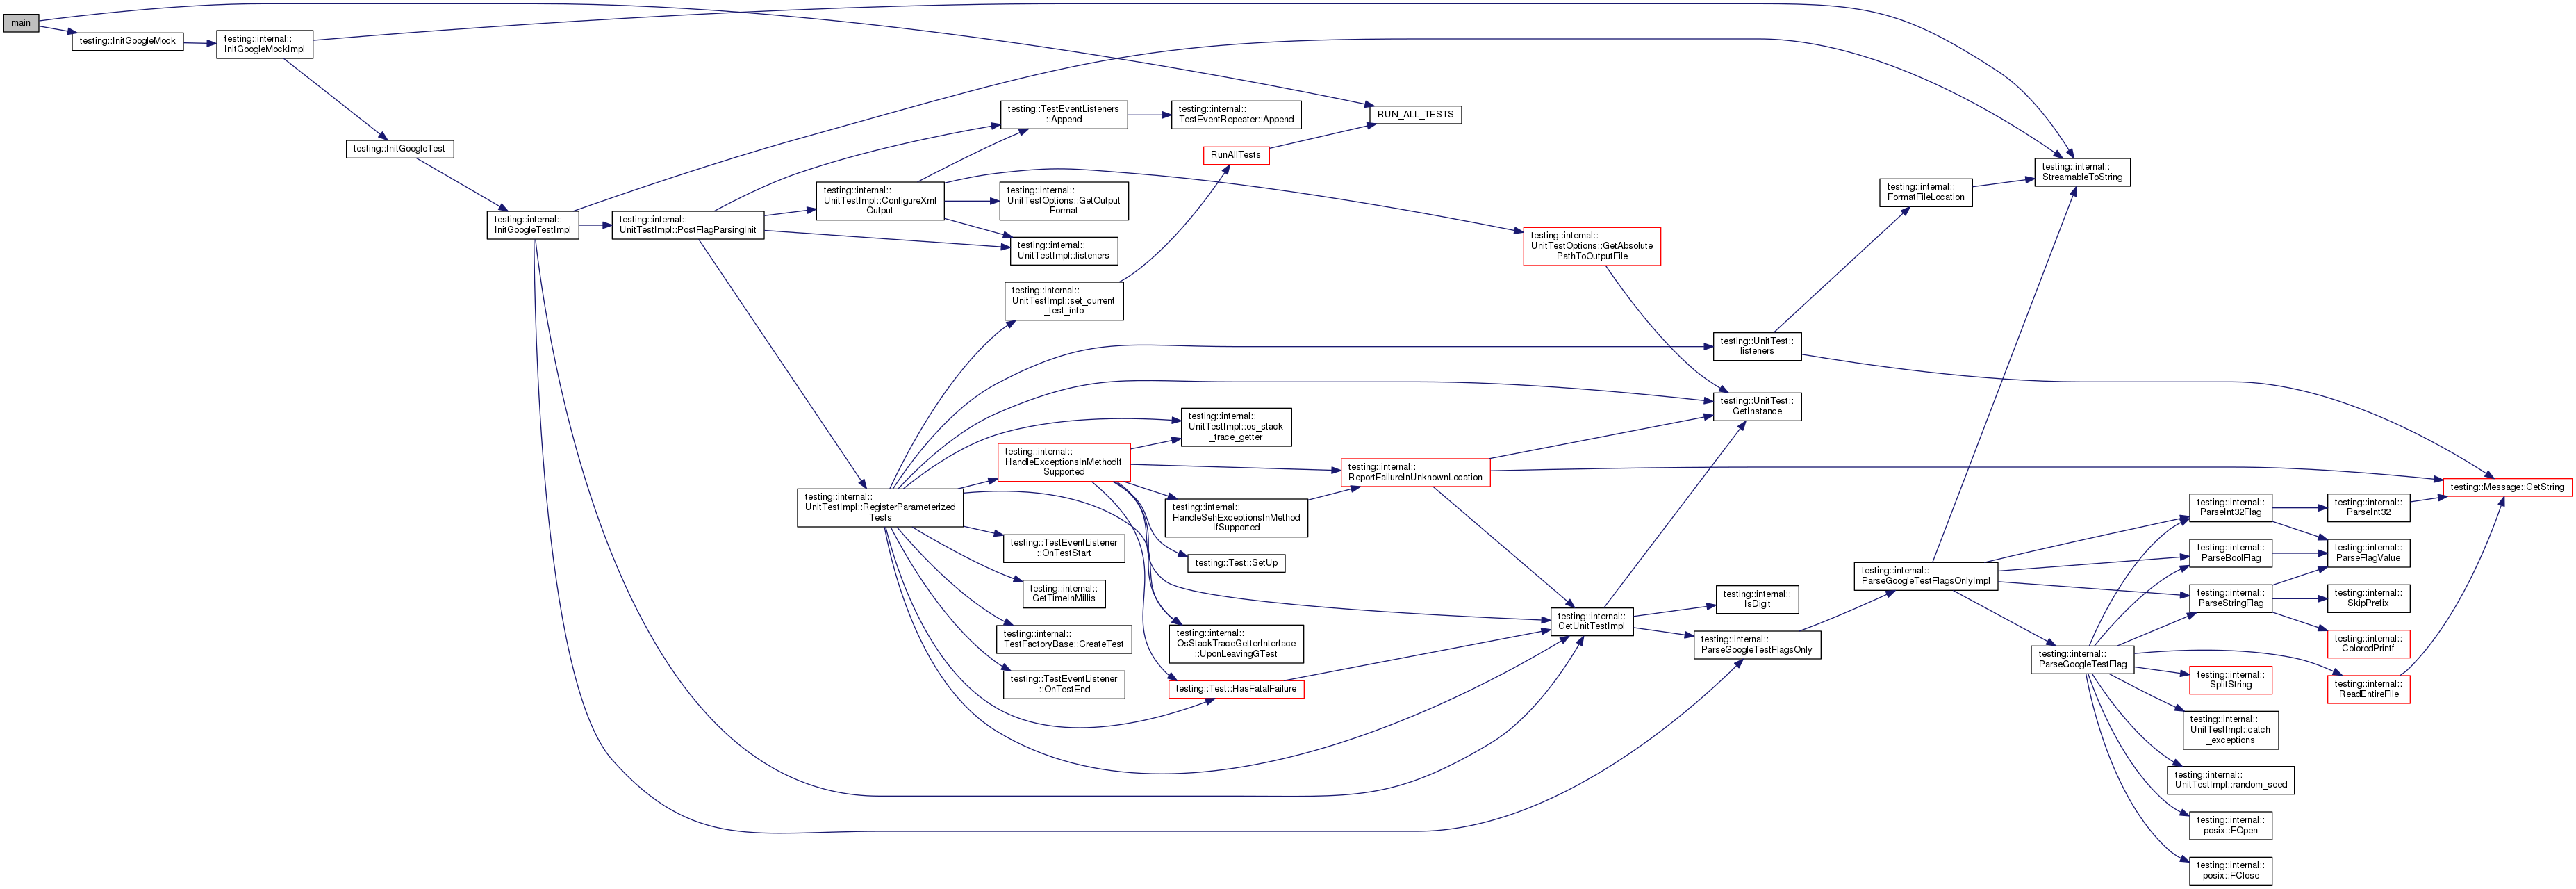 main
testing::InitGoogleMock
testing::internal::
InitGoogleMockImpl
testing::InitGoogleTest
testing::internal::
InitGoogleTestImpl
testing::internal::
UnitTestImpl::PostFlagParsingInit
testing::internal::
UnitTestImpl::RegisterParameterized
Tests
testing::internal::
UnitTestImpl::ConfigureXml
Output
testing::TestEventListeners
::Append
testing::internal::
UnitTestOptions::GetOutput
Format
testing::internal::
UnitTestImpl::listeners
testing::internal::
UnitTestImpl::set_current
_test_info
testing::internal::
HandleExceptionsInMethodIf
Supported
testing::TestEventListener
::OnTestStart
testing::internal::
GetTimeInMillis
testing::internal::
TestFactoryBase::CreateTest
testing::TestEventListener
::OnTestEnd
testing::internal::
TestEventRepeater::Append
RunAllTests
testing::internal::
UnitTestImpl::os_stack
_trace_getter
testing::internal::
HandleSehExceptionsInMethod
IfSupported
testing::Test::SetUp
testing::internal::
OsStackTraceGetterInterface
::UponLeavingGTest
testing::Test::HasFatalFailure
RUN_ALL_TESTS
testing::internal::
ReportFailureInUnknownLocation
testing::internal::
UnitTestOptions::GetAbsolute
PathToOutputFile
testing::internal::
GetUnitTestImpl
testing::UnitTest::
listeners
testing::UnitTest::
GetInstance
testing::internal::
IsDigit
testing::internal::
ParseGoogleTestFlagsOnly
testing::internal::
FormatFileLocation
testing::internal::
ParseGoogleTestFlagsOnlyImpl
testing::internal::
StreamableToString
testing::internal::
ParseGoogleTestFlag
testing::internal::
ParseInt32Flag
testing::internal::
ParseBoolFlag
testing::internal::
ParseStringFlag
testing::internal::
SplitString
testing::internal::
UnitTestImpl::catch
_exceptions
testing::internal::
UnitTestImpl::random_seed
testing::internal::
posix::FOpen
testing::internal::
posix::FClose
testing::internal::
ParseInt32
testing::internal::
ParseFlagValue
testing::internal::
SkipPrefix
testing::internal::
ColoredPrintf
testing::internal::
ReadEntireFile
testing::Message::GetString